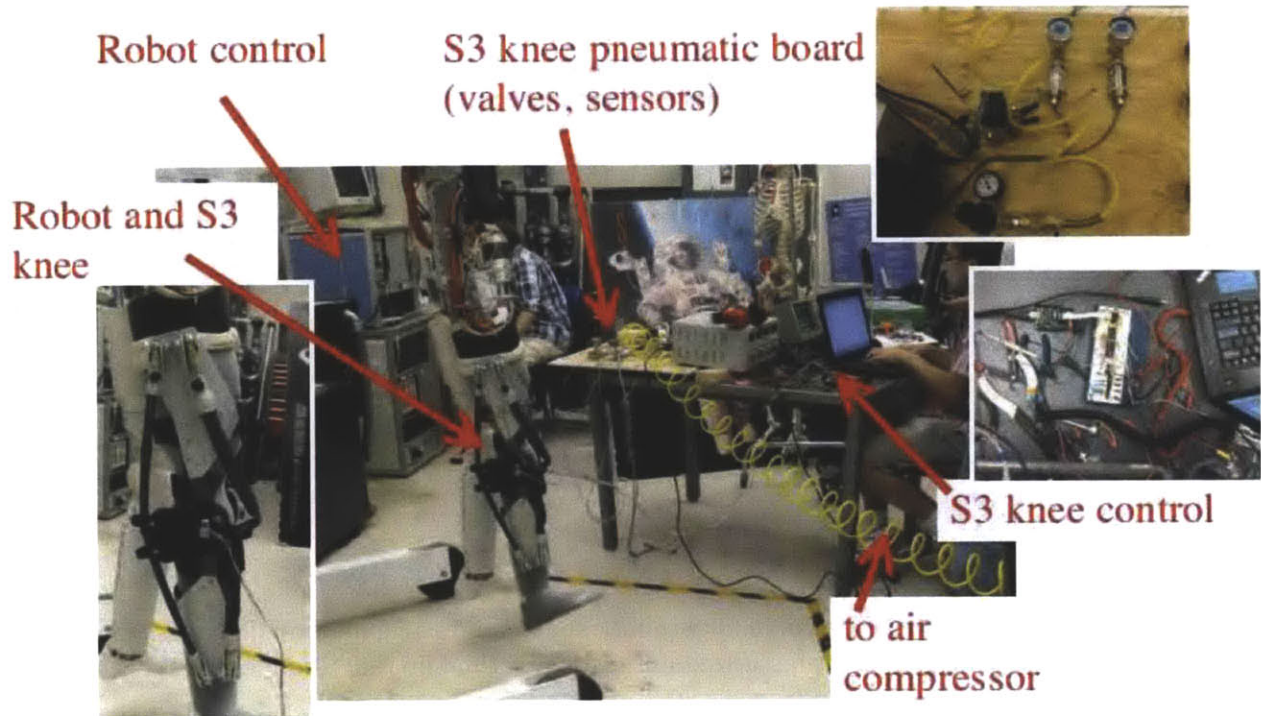 Robot control
S3 knee pneumatic board
(valves, sensors)
Robot and S3
knee
S3 knee control
to air
compressor